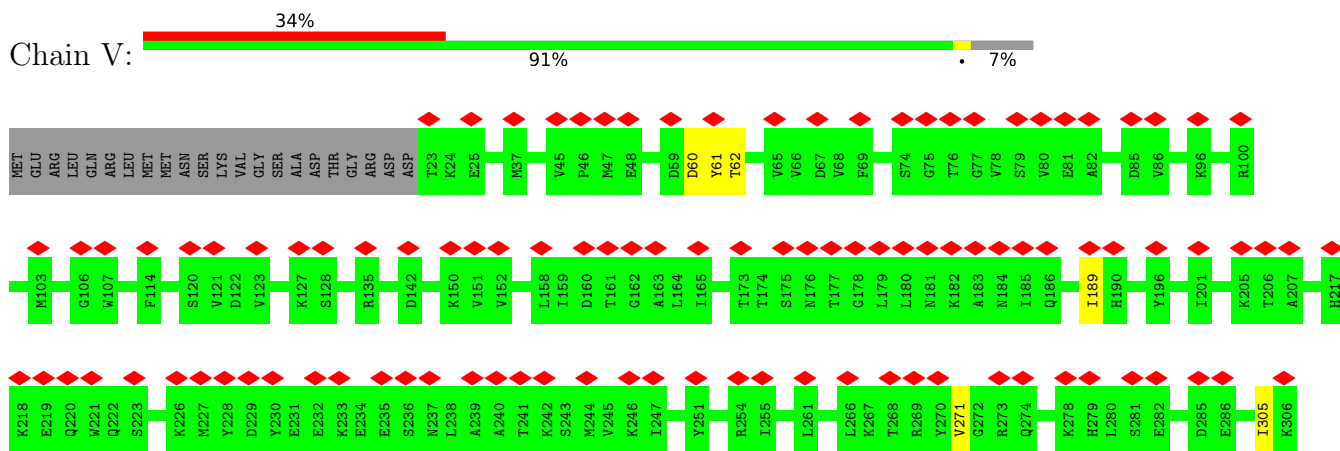 34%
Chain V:
91%
•
7%
MET GLU ARG LEU GLN ARG LEU MET MET ASN SER LYS VAL GLY SER ALA ASP THR GLY ARG ASP ASP T23 K24 E25 M37 V45 P46 M47 E48 D59 D60 Y61 T62 V65 V66 D67 V68 F69 S74 G75 T76 G77 V78 S79 V80 E81 A82 D85 V86 K96 R100
M103 G106 W107 F114 S120 V121 D122 V123 K127 S128 R135 D142 K150 V151 V152 L158 I159 D160 T161 G162 A163 L164 I165 T173 T174 S175 N176 T177 G178 L179 L180 N181 K182 A183 N184 I185 Q186 I189 H190 Y196 I201 K205 T206 A207 H217
K218 E219 Q220 W221 Q222 S223 K226 M227 Y228 D229 Y230 E231 E232 K233 E234 E235 S236 N237 L238 A239 A240 T241 K242 S243 M244 V245 K246 I247 Y251 R254 I255 L261 L266 K267 T268 R269 Y270 V271 G272 R273 Q274 K278 H279 L280 S281 E282 D285 E286 I305 K306